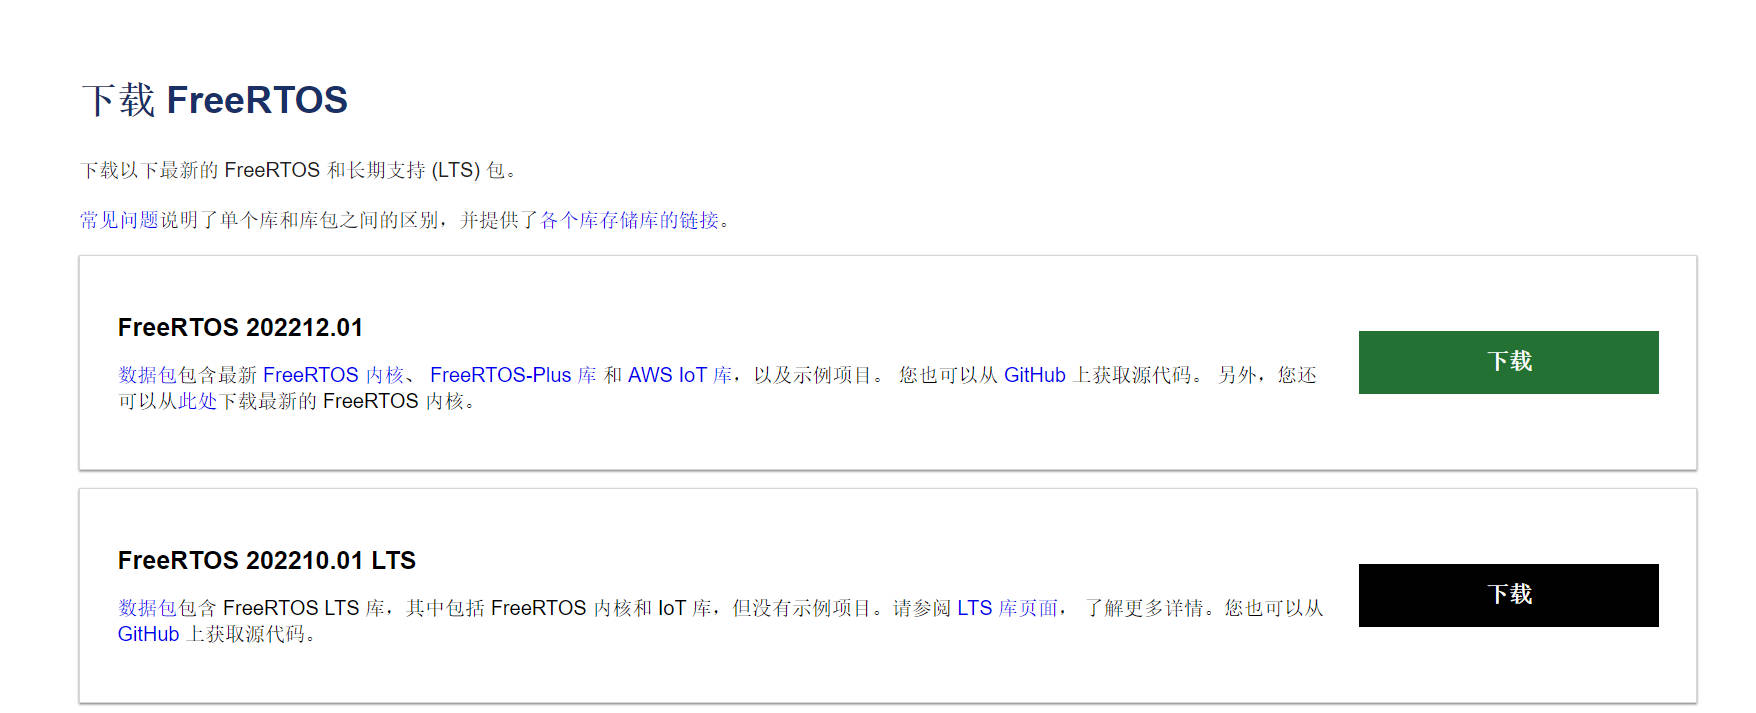 下载 FreeRTOS
下载以下最新的 FreeRTOS 和长期支持 (LTS) 包。
常见问题说明了单个库和库包之间的区别，并提供了各个库存储库的链接。
FreeRTOS 202212.01
数据包包含最新 FreeRTOS 内核、 FreeRTOS-Plus 库 和 AWS IoT 库，以及示例项目。 您也可以从 GitHub 上获取源代码。 另外，您还
可以从此处下载最新的 FreeRTOS 内核。
下载
FreeRTOS 202210.01 LTS
数据包包含 FreeRTOS LTS 库，其中包括 FreeRTOS 内核和 IoT 库，但没有示例项目。请参阅 LTS 库页面， 了解更多详情。您也可以从
GitHub 上获取源代码。
下载